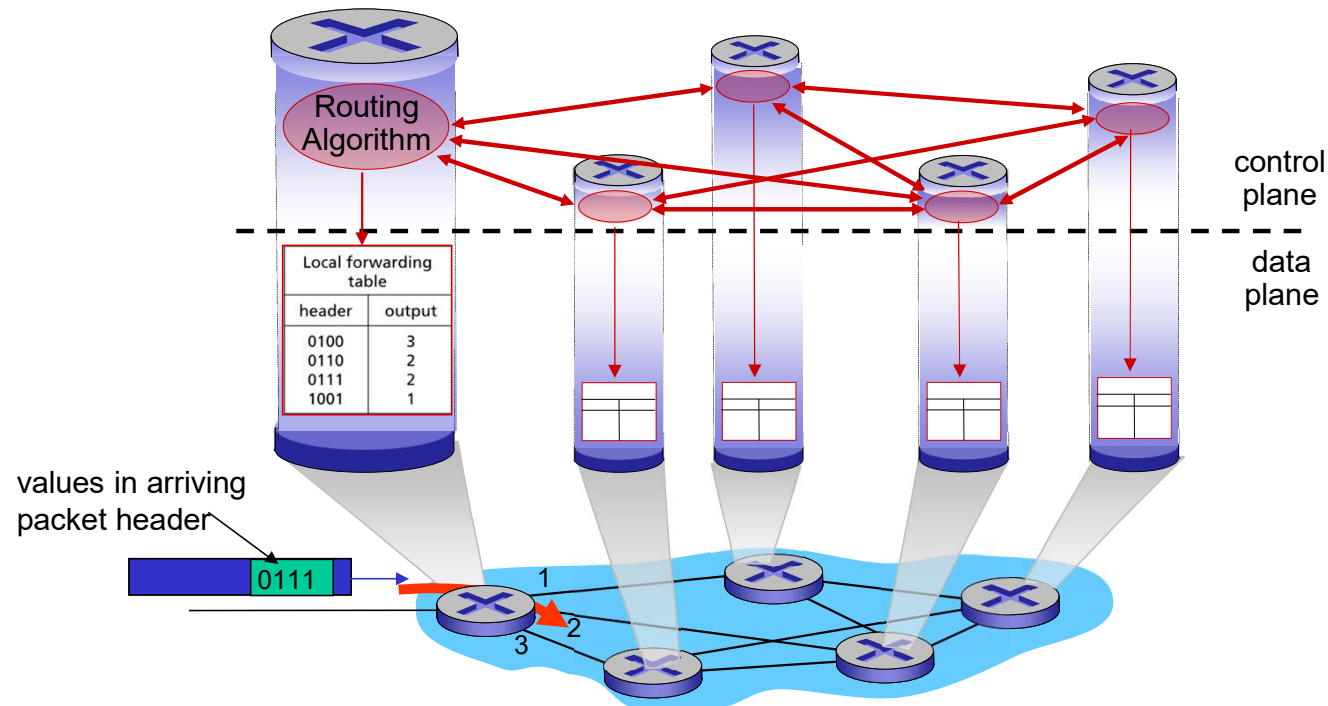 Routing
Algorithm
control
plane
data
plane
Local forwarding
table
header output
0100 3
0110 2
0111 2
1001 1
values in arriving
packet header
0111
1
2
3